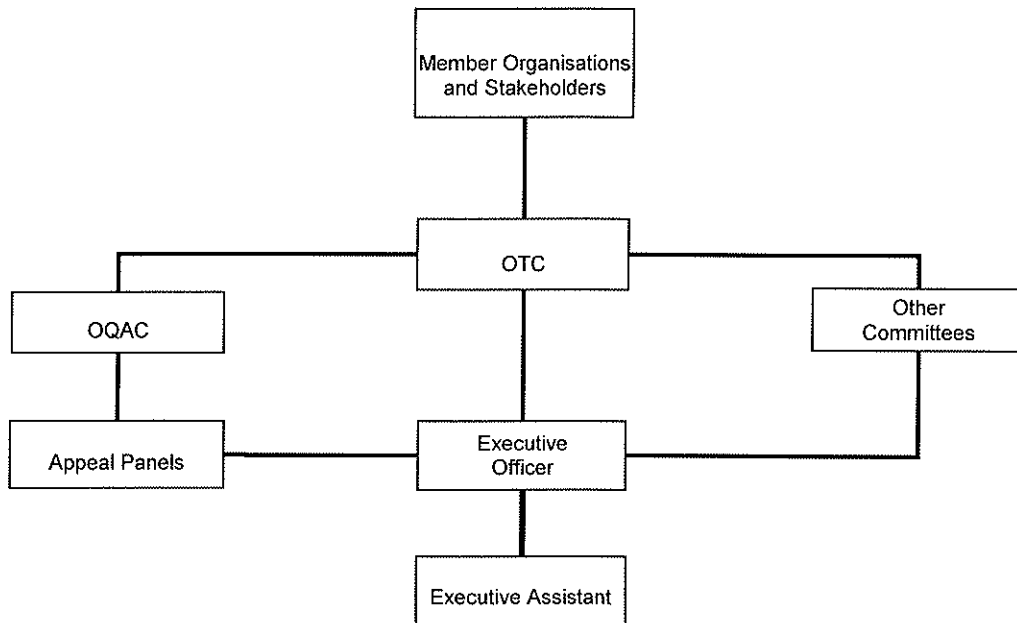 Member Organisations
and Stakeholders
OTC
OQAC
Other
Committees
Appeal Panels
Executive
Officer
Executive Assistant